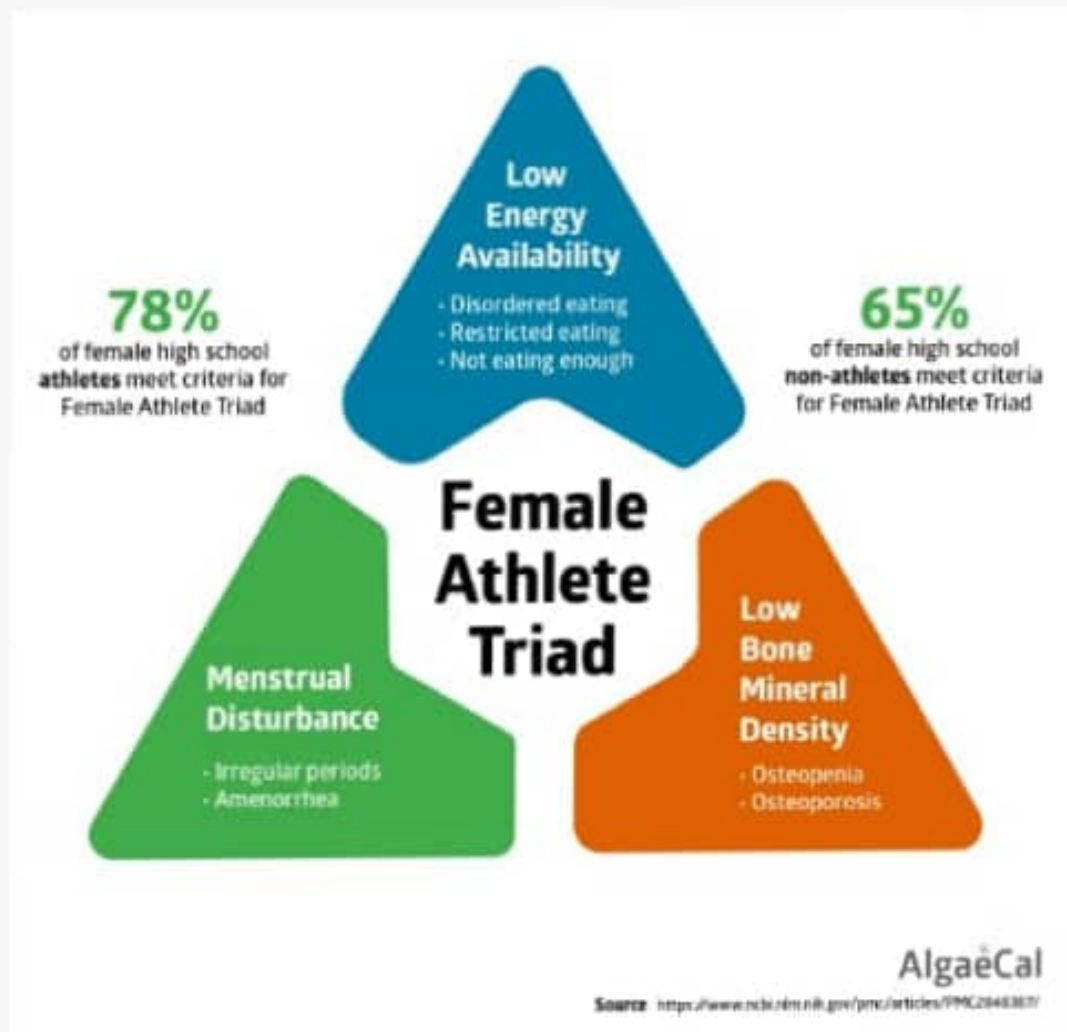 Low
Energy
Availability
· Disordered eating
· Restricted eating
· Not eating enough
78%
of female high school
athletes meet criteria for
Female Athlete Triad
65%
of female high school
non-athletes meet criteria
for Female Athlete Triad
Female
Athlete
Triad
Menstrual
Disturbance
· Irregular periods
· Amenorrhea
Low
Bone
Mineral
Density
· Osteopenia
· Osteoporosis
AlgaeCal
Source